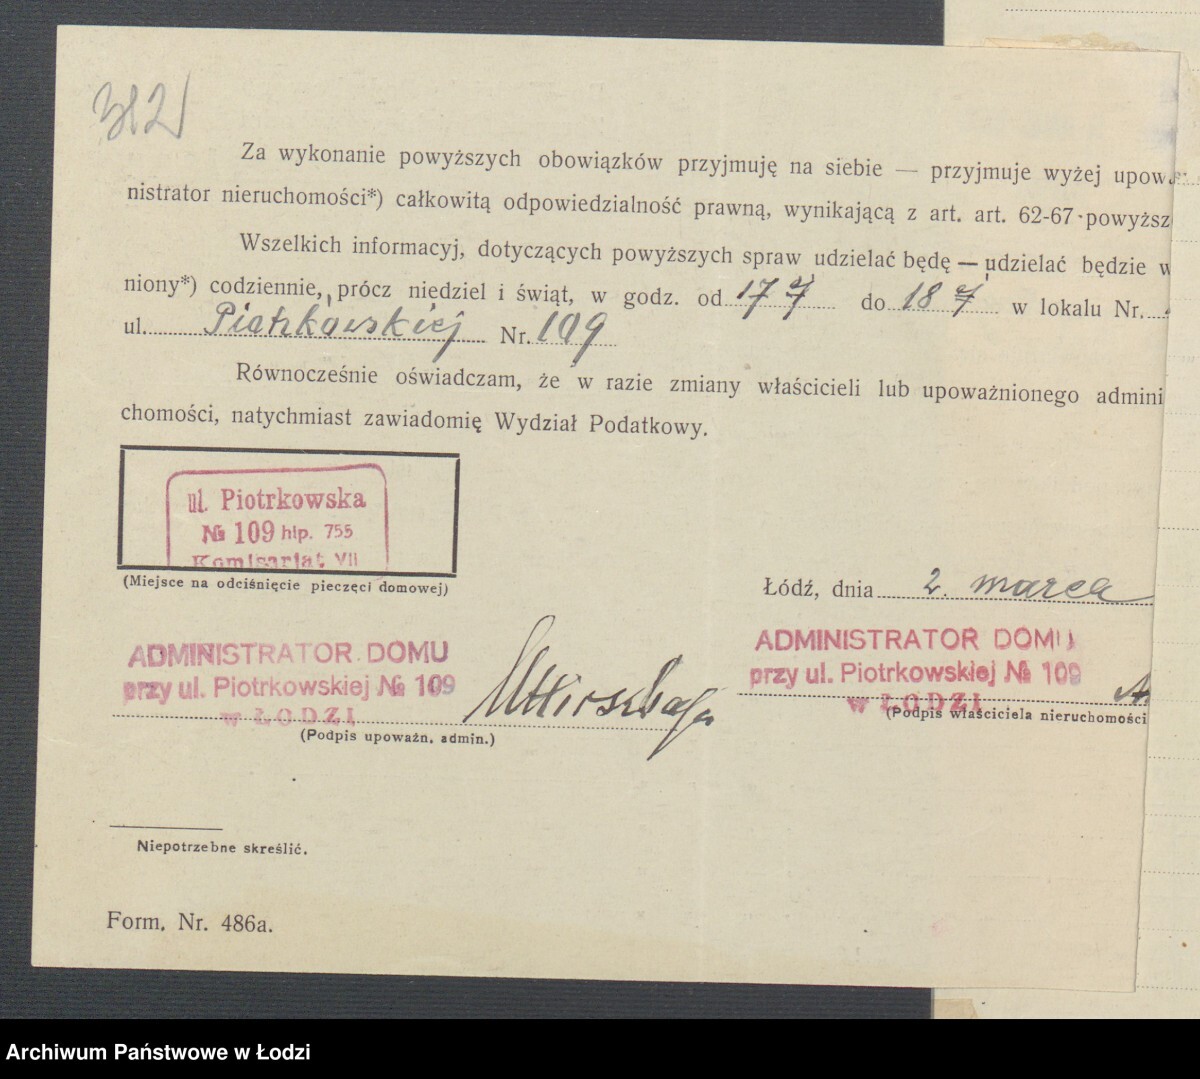 312
Za wykonanie powyższych obowiązków przyjmuję na siebie — przyjmuje wyżej upoważ
nistrator nieruchomości*) całkowitą odpowiedzialność prawną, wynikającą z art. art. 62-67 powyższ
Wszelkich informacyj, dotyczących powyższych spraw udzielać będę — udzielać będzie w
niony*) codziennie, prócz niedziel i świąt, w godz. od 17 do 18 w lokalu Nr.
ul. Piotrkowskiej Nr. 109
Równocześnie oświadczam, że w razie zmiany właścicieli lub upoważnionego admini
chomości, natychmiast zawiadomię Wydział Podatkowy.
ul. Piotrkowska
№ 109 hip. 755
Komisariat VII
(Miejsce na odciśnięcie pieczęci domowej)
Łódź, dnia 2. marca
ADMINISTRATOR DOMU
przy ul. Piotrkowskiej № 109
w ŁODZI
(Podpis upoważn. admin.)
ADMINISTRATOR DOMU
przy ul. Piotrkowskiej № 109
w ŁODZI
(Podpis właściciela nieruchomości
Niepotrzebne skreślić.
Form. Nr. 486a.
Archiwum Państwowe w Łodzi